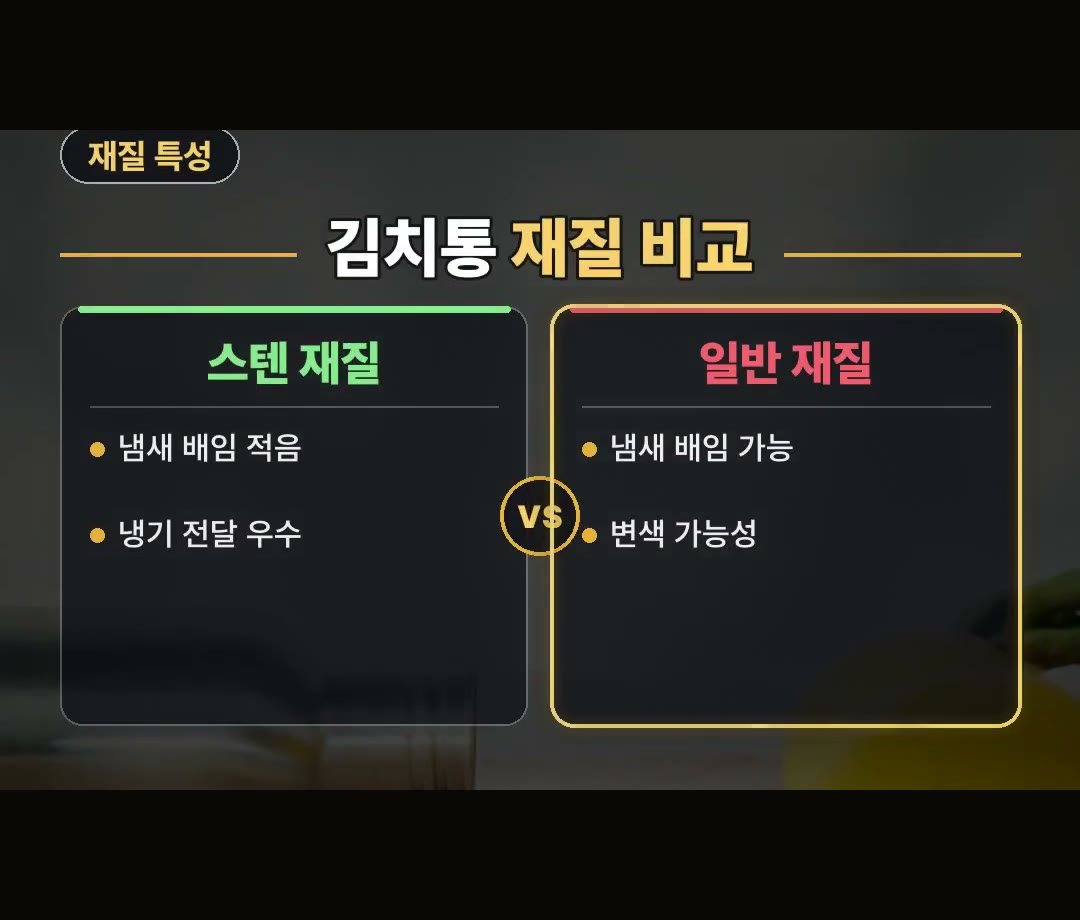 재질 특성
김치통 재질 비교
스텐 재질
냄새 배임 적음
냉기 전달 우수
VS
일반 재질
냄새 배임 가능
변색 가능성